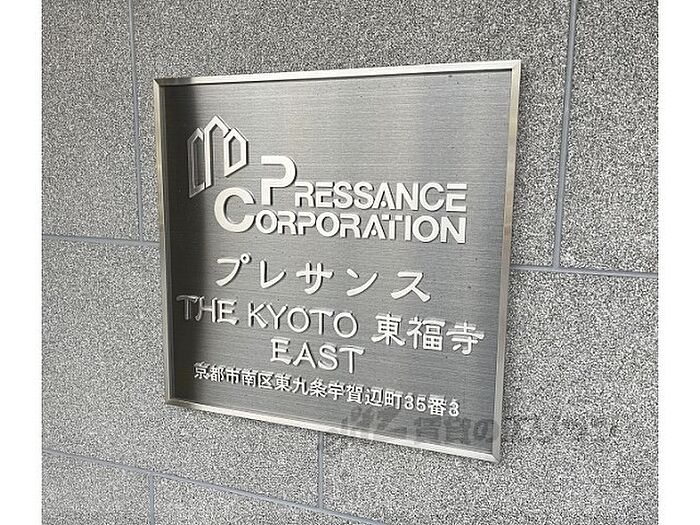 PRESSANCE
CORPORATION
プレサンス
THE KYOTO 東福寺
EAST
京都市南区東九条宇賀辺町35番3